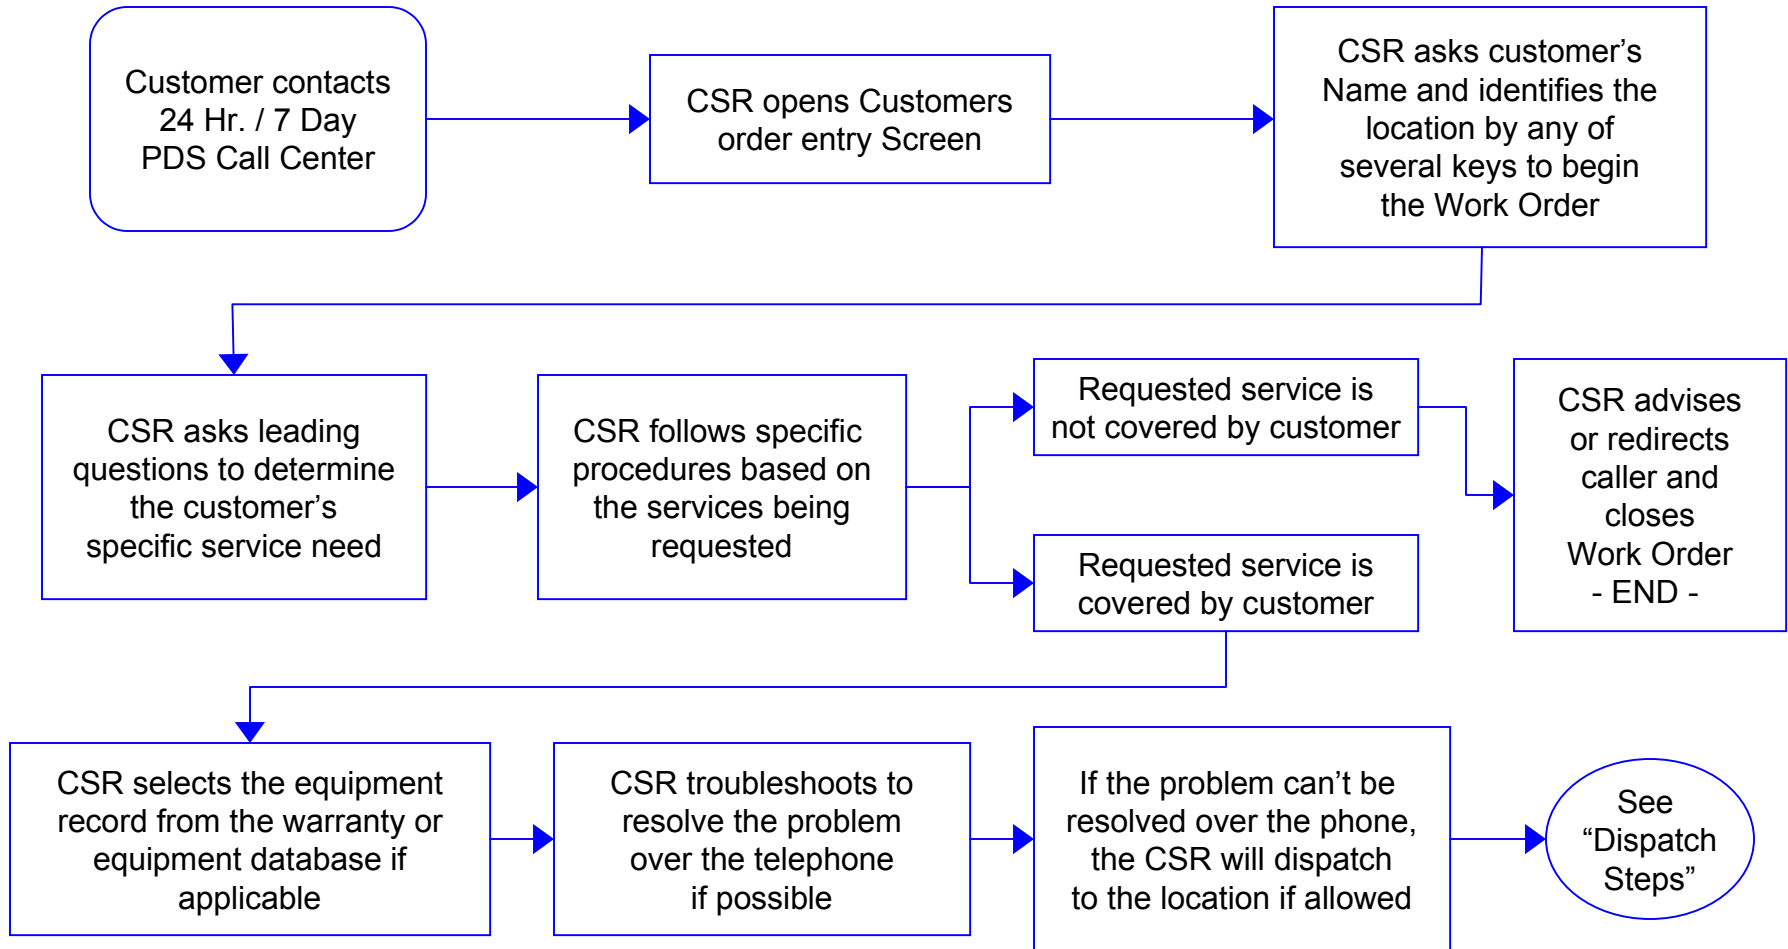 Customer contacts
24 Hr. / 7 Day
PDS Call Center
CSR opens Customers
order entry Screen
CSR asks customer’s
Name and identifies the
location by any of
several keys to begin
the Work Order
CSR asks leading
questions to determine
the customer’s
specific service need
CSR follows specific
procedures based on
the services being
requested
Requested service is
not covered by customer
Requested service is
covered by customer
CSR advises
or redirects
caller and
closes
Work Order
- END -
CSR selects the equipment
record from the warranty or
equipment database if
applicable
CSR troubleshoots to
resolve the problem
over the telephone
if possible
If the problem can’t be
resolved over the phone,
the CSR will dispatch
to the location if allowed
See
“Dispatch
Steps”